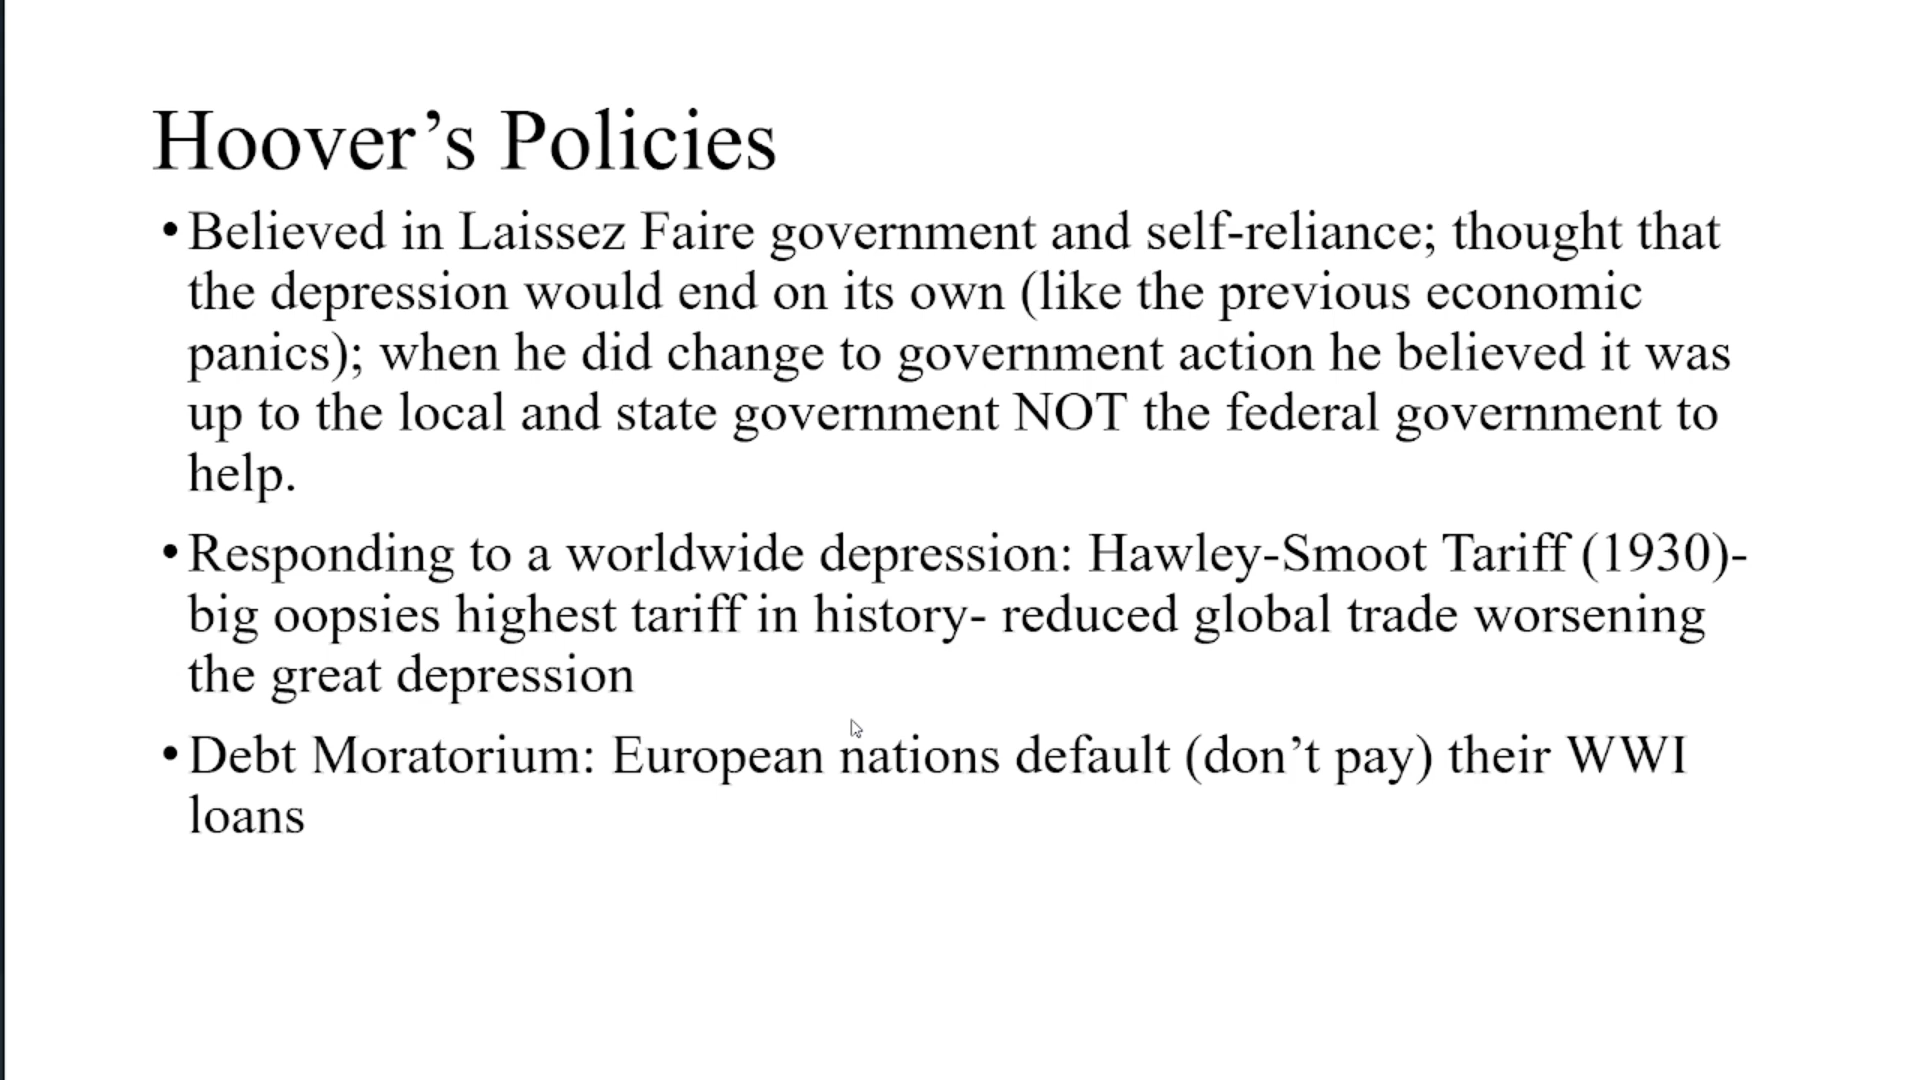 Hoover’s Policies
•Believed in Laissez Faire government and self-reliance; thought that
the depression would end on its own (like the previous economic
panics); when he did change to government action he believed it was
up to the local and state government NOT the federal government to
help.
•Responding to a worldwide depression: Hawley-Smoot Tariff (1930)-
big oopsies highest tariff in history- reduced global trade worsening
the great depression
•Debt Moratorium: European nations default (don’t pay) their WWI
loans